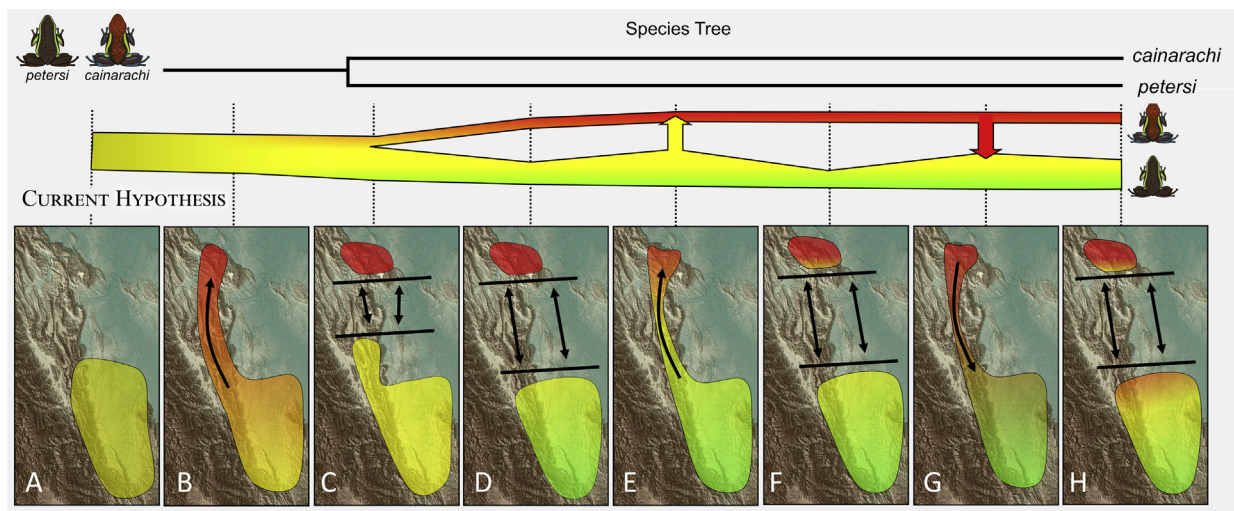 Species Tree
petersi cainarachi
cainarachi
petersi
CURRENT HYPOTHESIS
A B C D E F G H